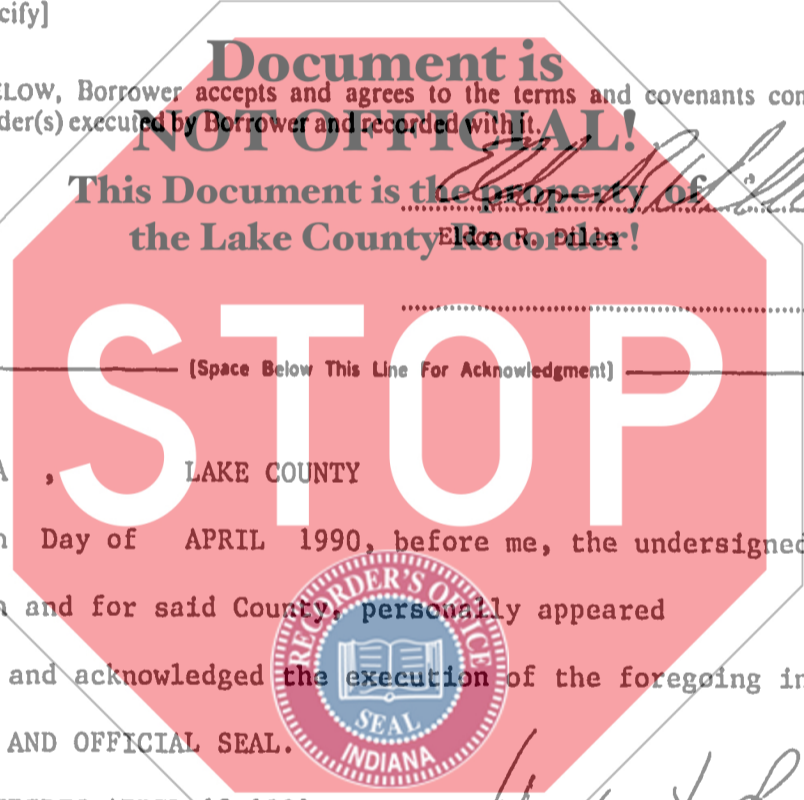 cify]
Document is
ELOW, Borrower accepts and agrees to the terms and covenants con
der(s) executed by Borrower and recorded with it.
NOT OFFICIAL!
This Document is the property of
the Lake County Recorder!
Eldon R. Diller
STOP
[Space Below This Line For Acknowledgment]
A , LAKE COUNTY
Day of APRIL 1990, before me, the undersigned
and for said County, personally appeared
and acknowledged the execution of the foregoing in
AND OFFICIAL SEAL.
RECORDER'S OFFICE
SEAL
INDIANA